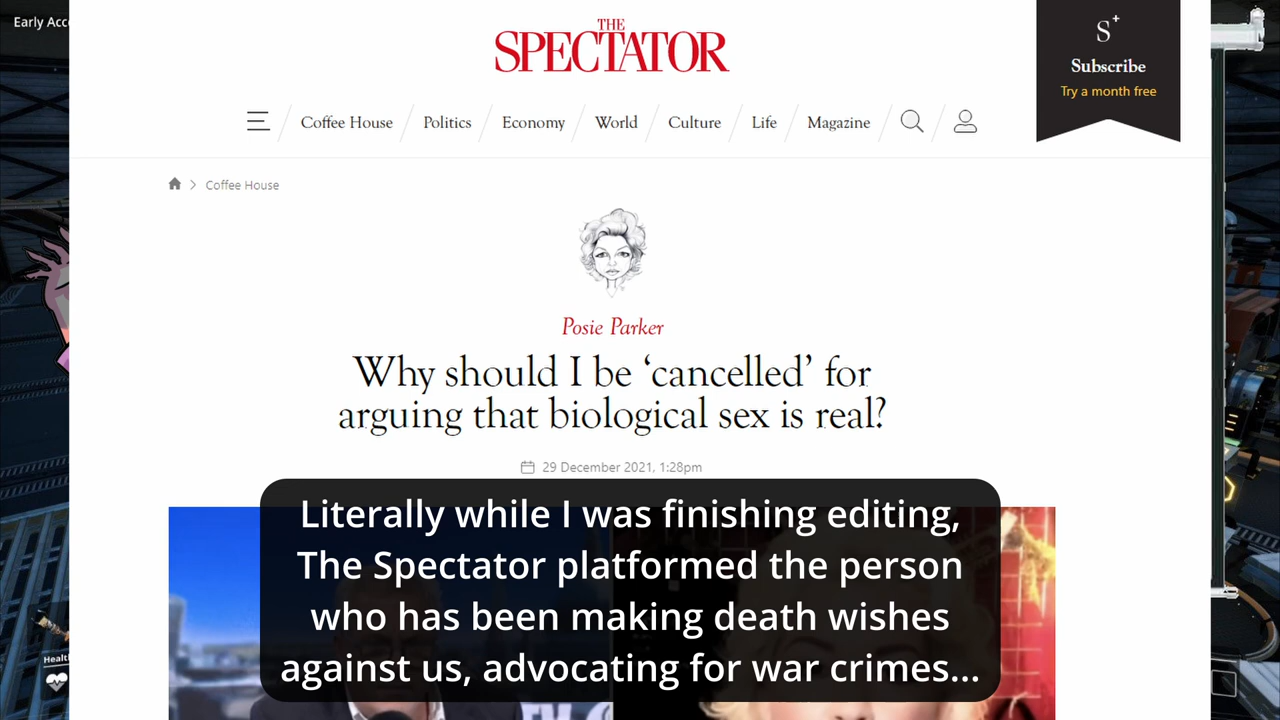 Early Acc
THE
SPECTATOR
S+
Subscribe
Try a month free
Coffee House
Politics
Economy
World
Culture
Life
Magazine
Coffee House
Posie Parker
Why should I be ‘cancelled’ for
arguing that biological sex is real?
29 December 2021, 1:28pm
Literally while I was finishing editing,
The Spectator platformed the person
who has been making death wishes
against us, advocating for war crimes...
Health